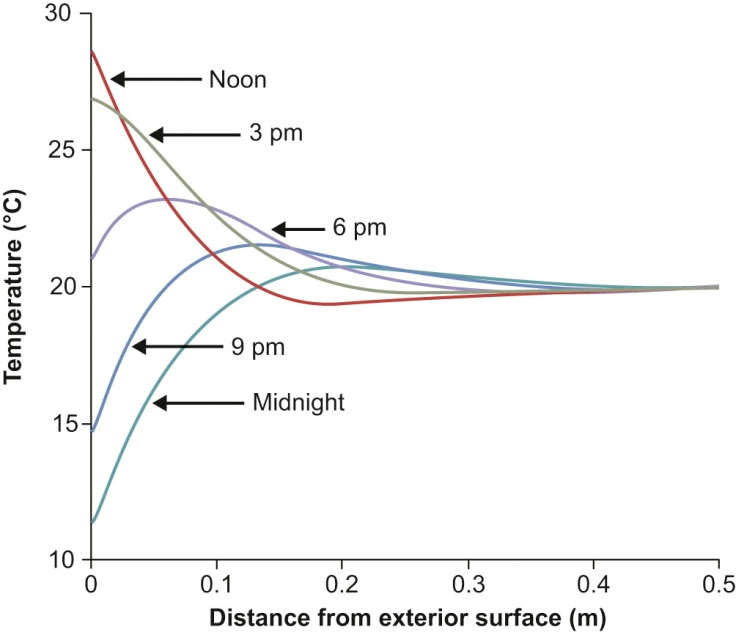 30
Noon
3 pm
25
6 pm
20
9 pm
Midnight
15
10
0
0.1
0.2
0.3
0.4
0.5
Temperature (°C)
Distance from exterior surface (m)